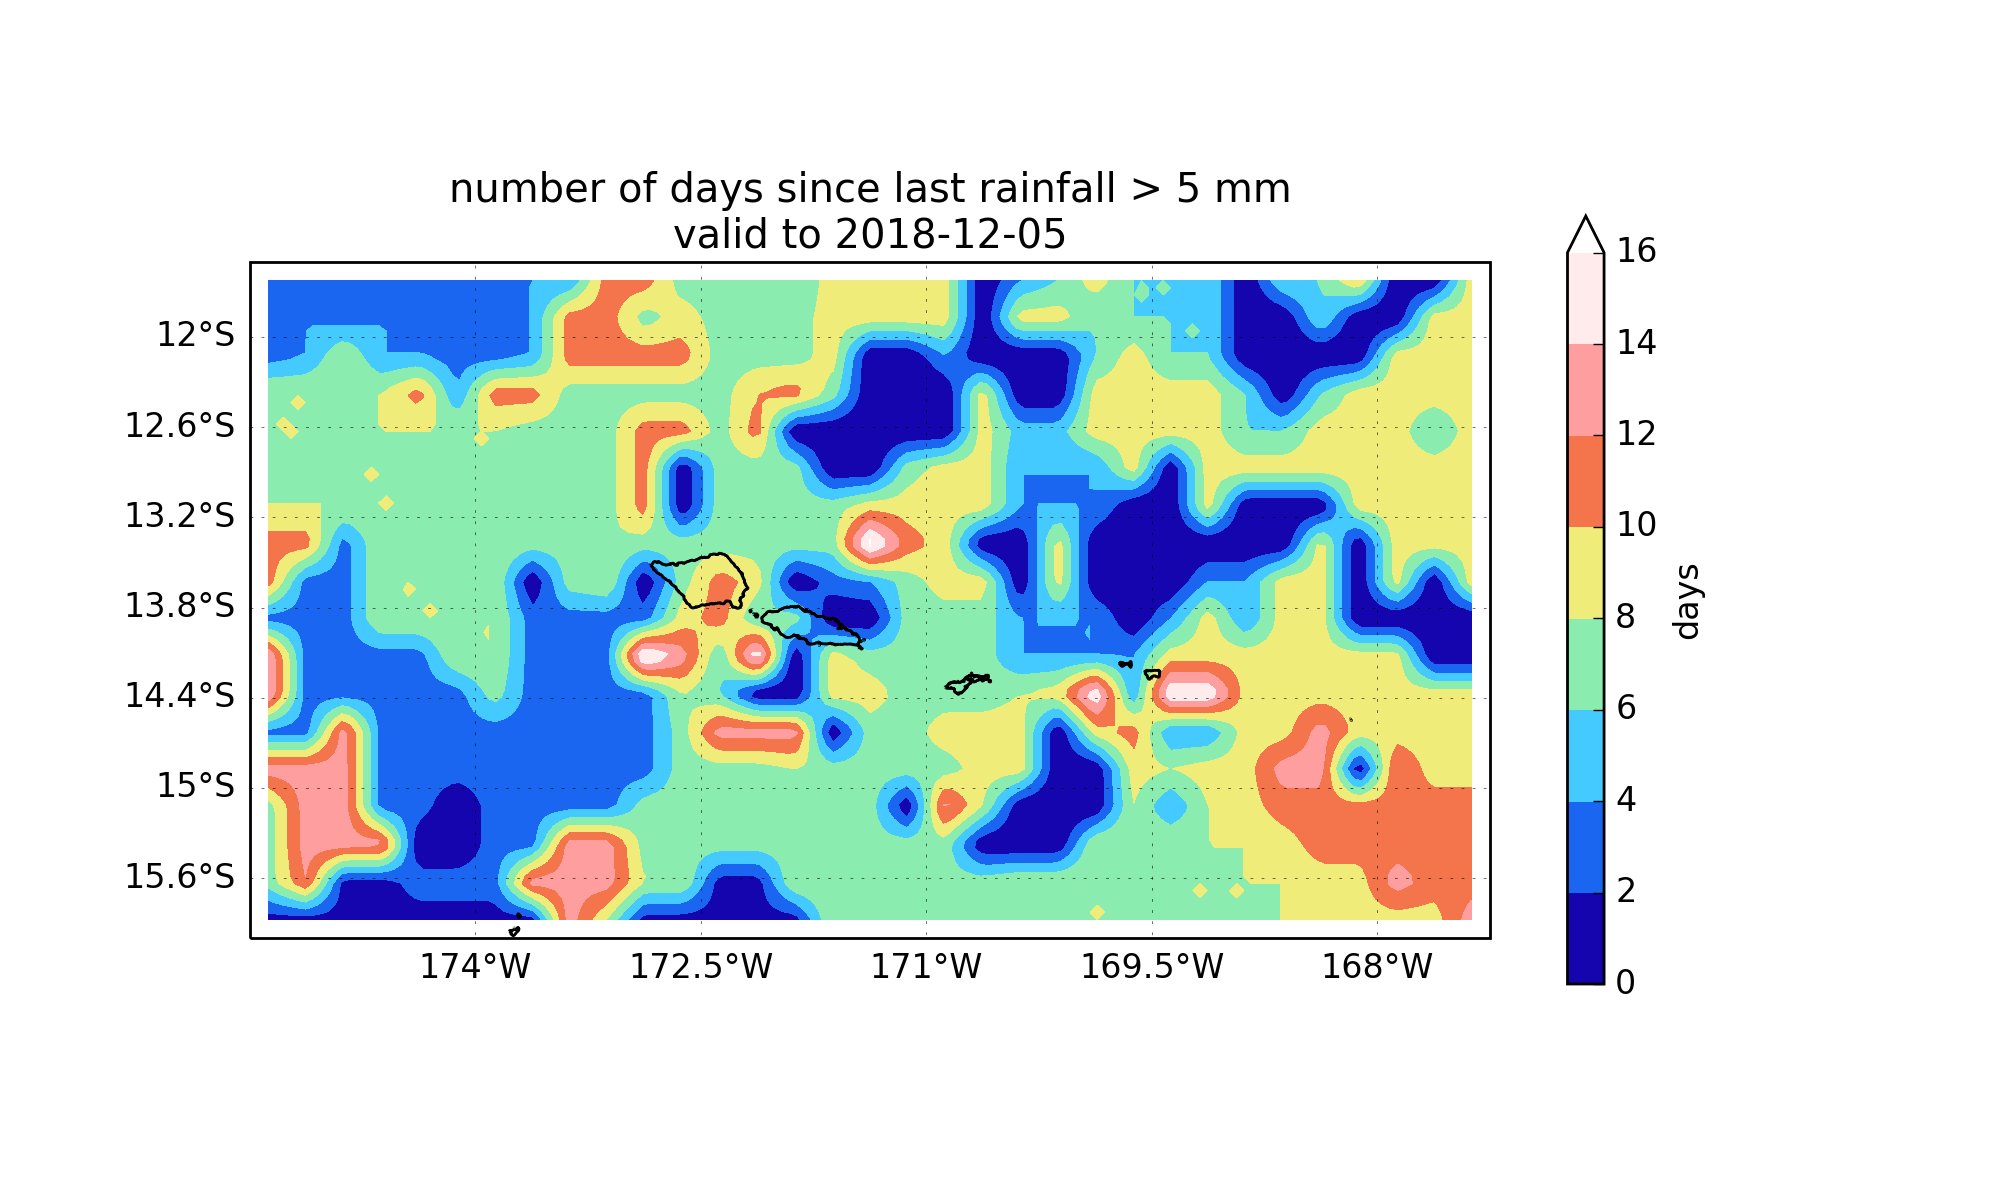 number of days since last rainfall > 5 mm
valid to 2018-12-05
12°S
12.6°S
13.2°S
13.8°S
14.4°S
15°S
15.6°S
174°W
172.5°W
171°W
169.5°W
168°W
16
14
12
10
8
6
4
2
0
days